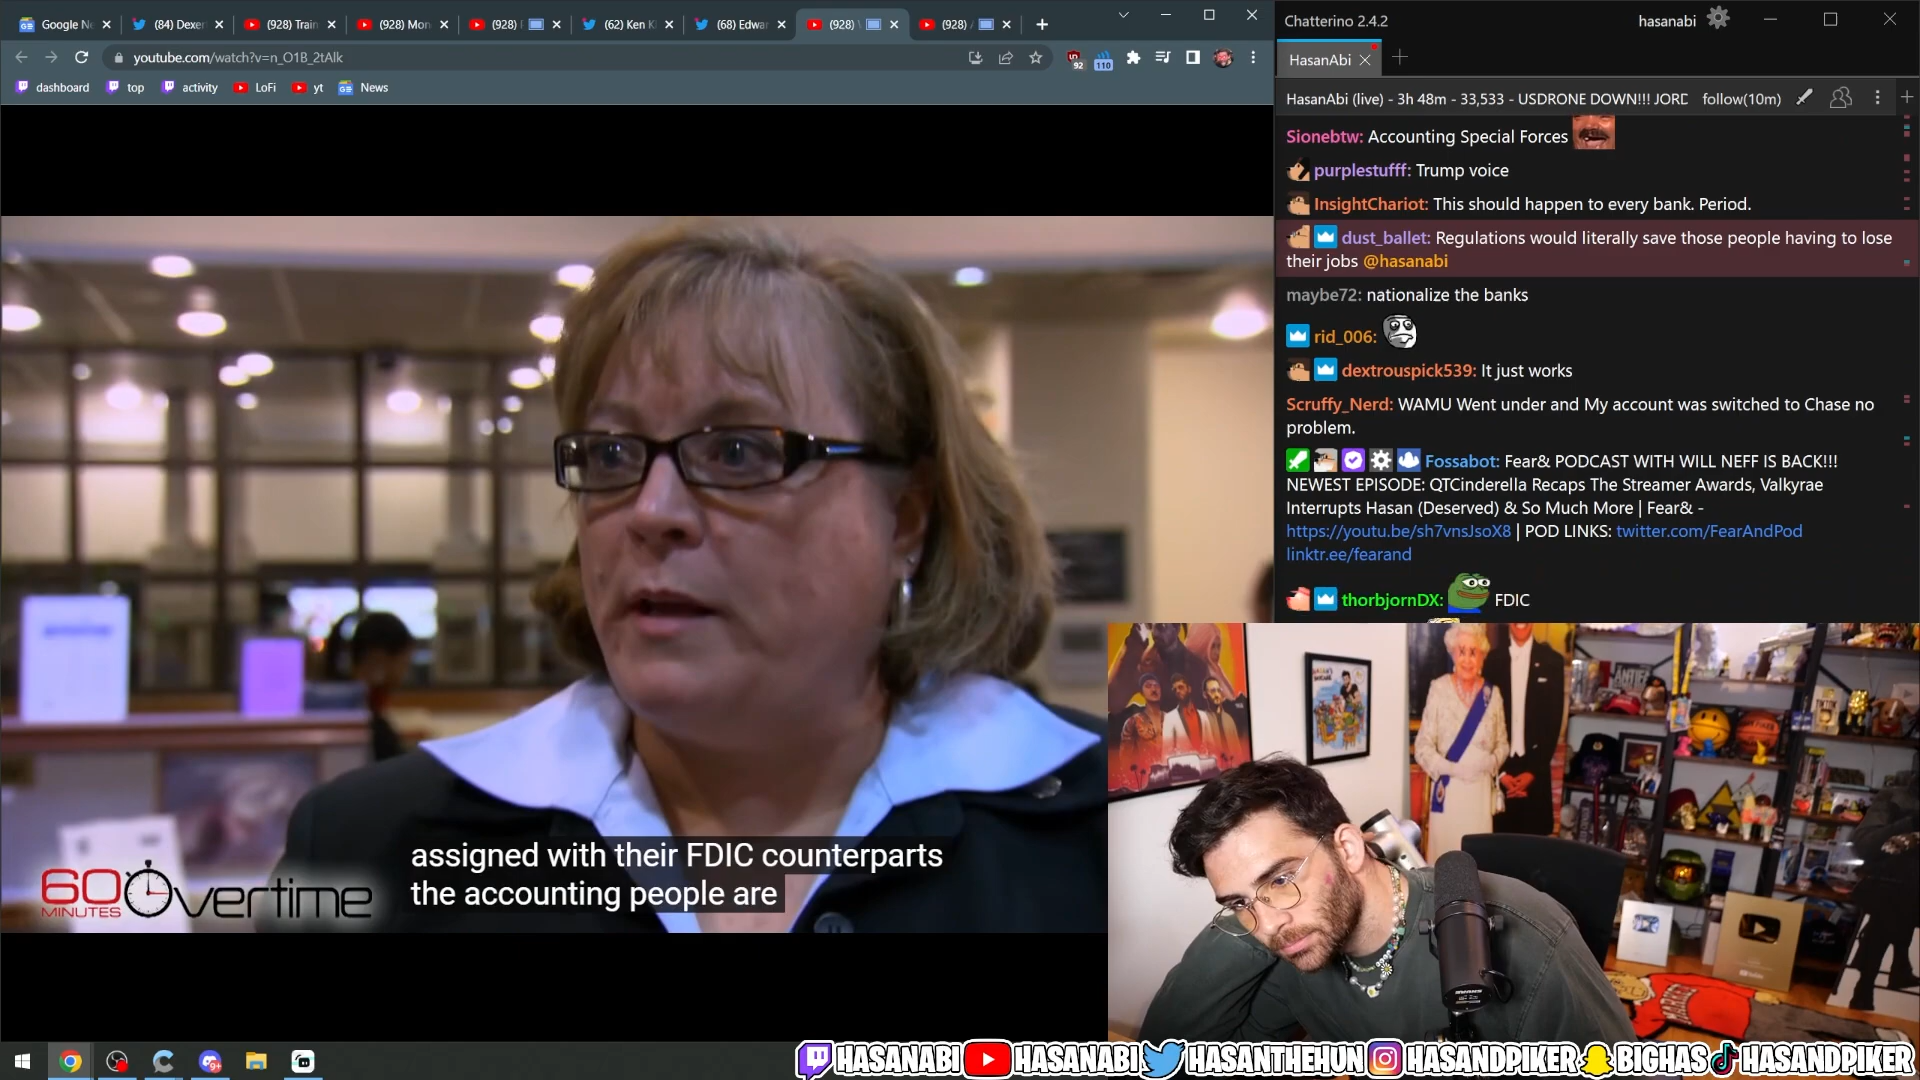 Google Ne
(84) Dexer
(928) Train
(928) Mon
(928)
(62) Ken K
(68) Edwar
(928)
(928)
youtube.com/watch?v=n_O1B_2tAlk
92
110
dashboard
top
activity
LoFi
yt
News
assigned with their FDIC counterparts
the accounting people are
60 Overtime
MINUTES
Chatterino 2.4.2
hasanabi
HasanAbi
HasanAbi (live) - 3h 48m - 33,533 - USDRONE DOWN!!! JORD
follow(10m)
Sionebtw: Accounting Special Forces
purplestufff: Trump voice
InsightChariot: This should happen to every bank. Period.
dust_ballet: Regulations would literally save those people having to lose
their jobs @hasanabi
maybe72: nationalize the banks
rid_006:
dextrouspick539: It just works
Scruffy_Nerd: WAMU Went under and My account was switched to Chase no
problem.
Fossabot: Fear& PODCAST WITH WILL NEFF IS BACK!!!
NEWEST EPISODE: QTCinderella Recaps The Streamer Awards, Valkyrae
Interrupts Hasan (Deserved) & So Much More | Fear& -
https://youtu.be/sh7vnsJsoX8 | POD LINKS: twitter.com/FearAndPod
linktr.ee/fearand
thorbjornDX: FDIC
HASANABI HASANABI HASANTHEHUN HASANDPIKER BIGHAS HASANDPIKER